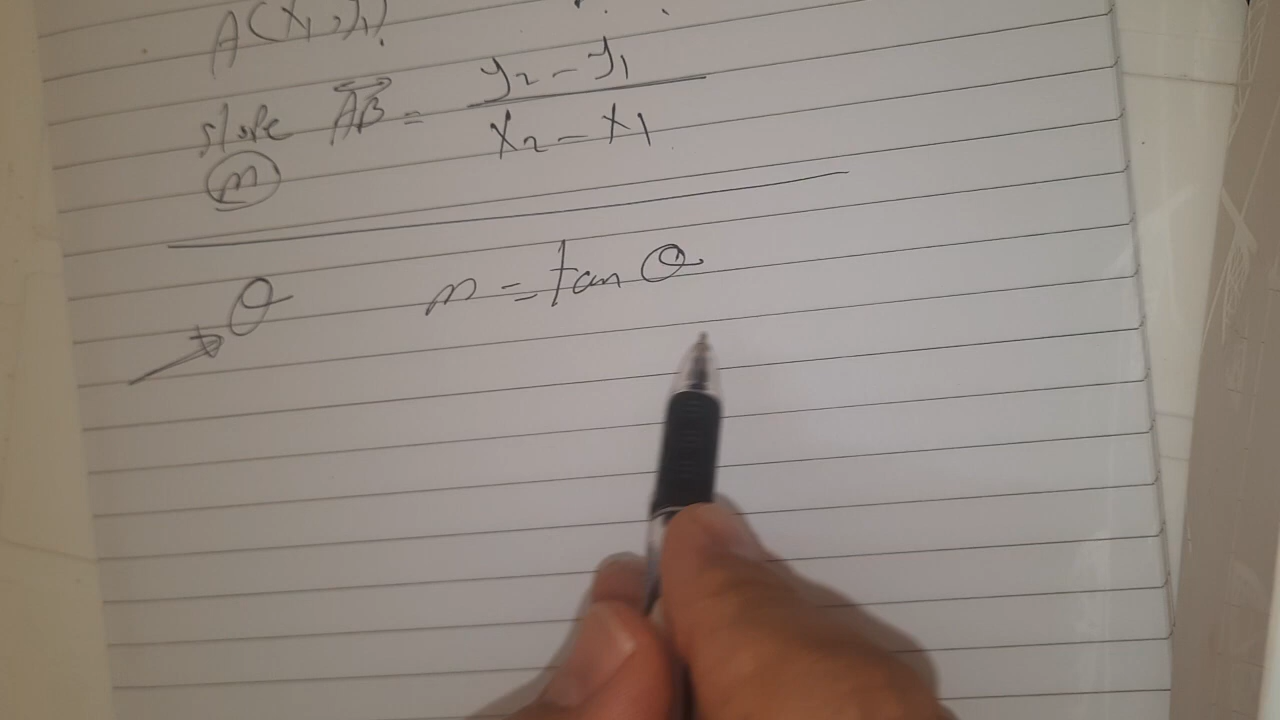 A(x₁, y₁)
slope AB = y₂ - y₁ / x₂ - x₁
m
θ m = tan θ